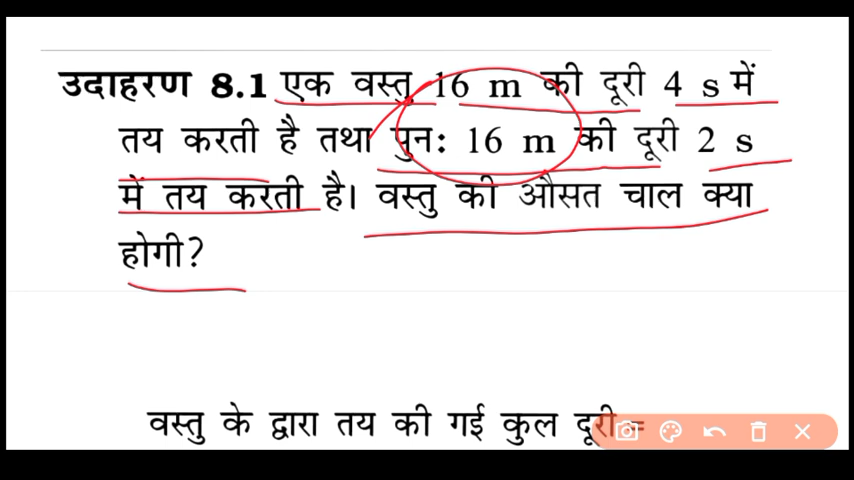 उदाहरण 8.1 एक वस्तु 16 m की दूरी 4 s में
तय करती है तथा पुन: 16 m की दूरी 2 s
में तय करती है। वस्तु की औसत चाल क्या
होगी?
वस्तु के द्वारा तय की गई कुल दूरी =